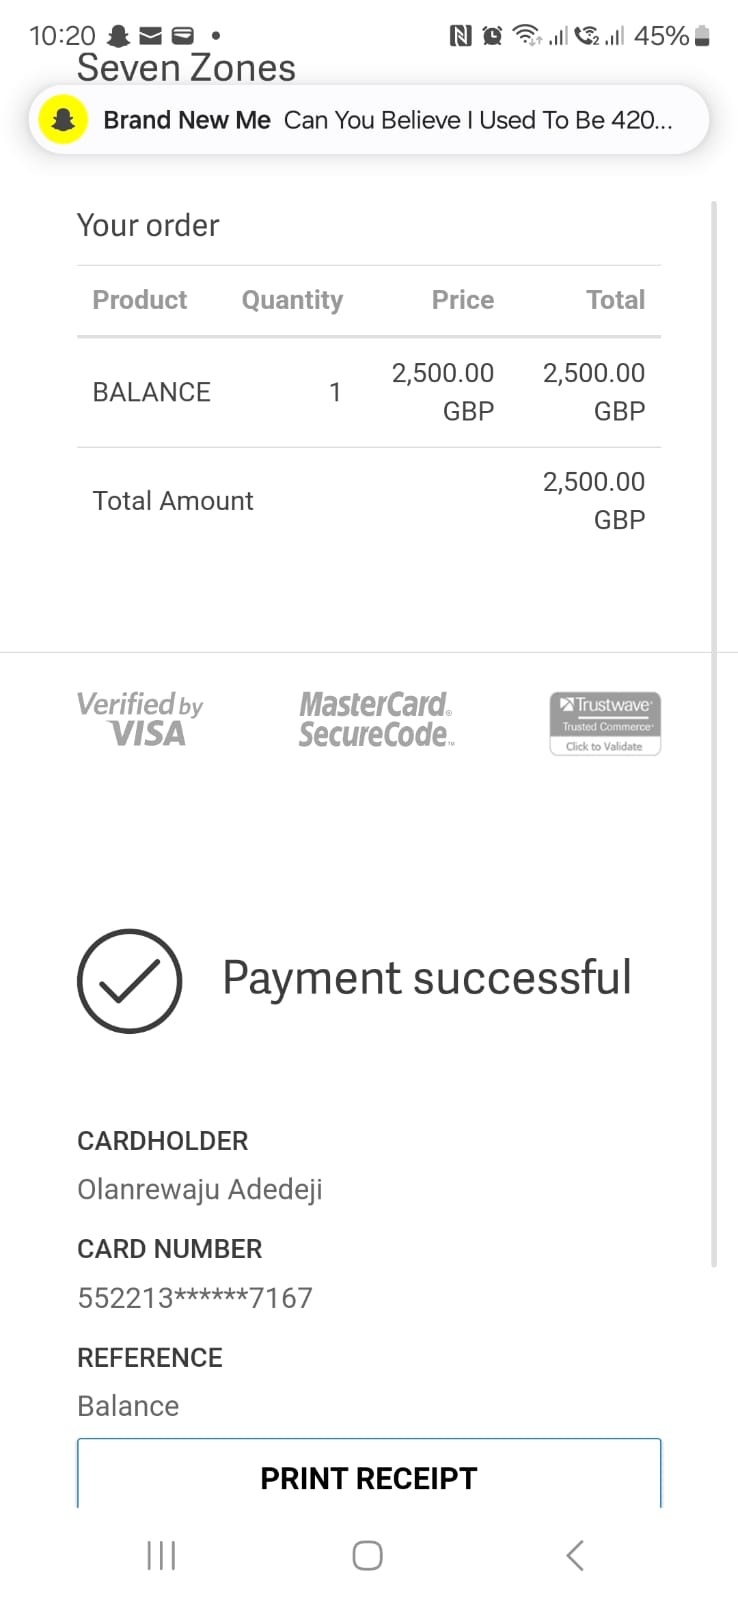 10:20 45%
Seven Zones
Brand New Me Can You Believe I Used To Be 420...
Your order
Product Quantity Price Total
BALANCE 1 2,500.00 GBP 2,500.00 GBP
Total Amount 2,500.00 GBP
Verified by VISA
MasterCard. SecureCode.™
Trustwave®
Trusted Commerce®
Click to Validate
Payment successful
CARDHOLDER
Olanrewaju Adedeji
CARD NUMBER
552213******7167
REFERENCE
Balance
PRINT RECEIPT